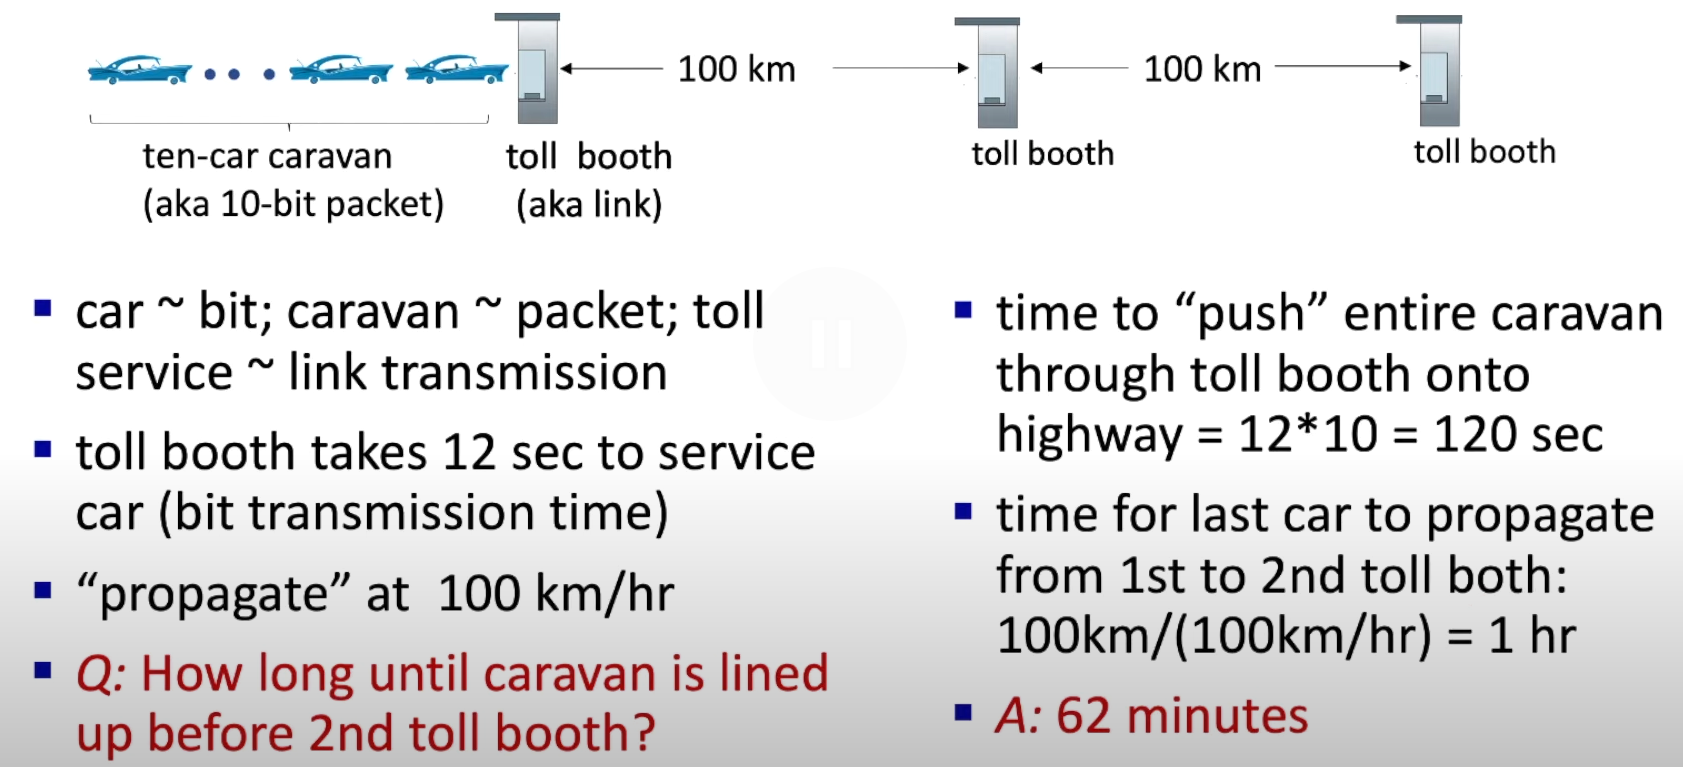 100 km
100 km
ten-car caravan
(aka 10-bit packet)
toll booth
(aka link)
toll booth
toll booth
car ~ bit; caravan ~ packet; toll
service ~ link transmission
toll booth takes 12 sec to service
car (bit transmission time)
“propagate” at 100 km/hr
Q: How long until caravan is lined
up before 2nd toll booth?
time to “push” entire caravan
through toll booth onto
highway = 12*10 = 120 sec
time for last car to propagate
from 1st to 2nd toll both:
100km/(100km/hr) = 1 hr
A: 62 minutes